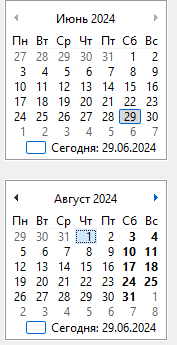 Июнь 2024
Пн Вт Ср Чт Пт Сб Вс
27 28 29 30 31 1 2
3 4 5 6 7 8 9
10 11 12 13 14 15 16
17 18 19 20 21 22 23
24 25 26 27 28 29 30
1 2 3 4 5 6 7
Сегодня: 29.06.2024
Август 2024
Пн Вт Ср Чт Пт Сб Вс
29 30 31 1 2 3 4
5 6 7 8 9 10 11
12 13 14 15 16 17 18
19 20 21 22 23 24 25
26 27 28 29 30 31 1
2 3 4 5 6 7 8
Сегодня: 29.06.2024